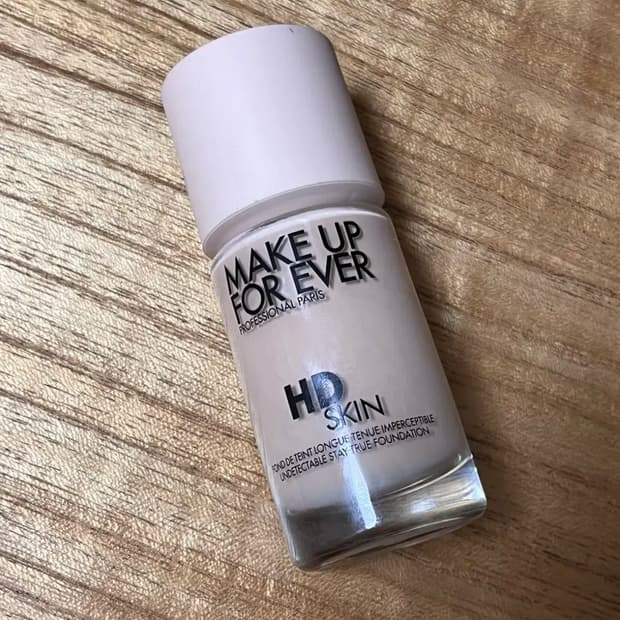 MAKE UP
FOR EVER
PROFESSIONAL PARIS
HD
SKIN
FOND DE TEINT LONGUE TENUE IMPERCEPTIBLE
UNDETECTABLE STAY-TRUE FOUNDATION